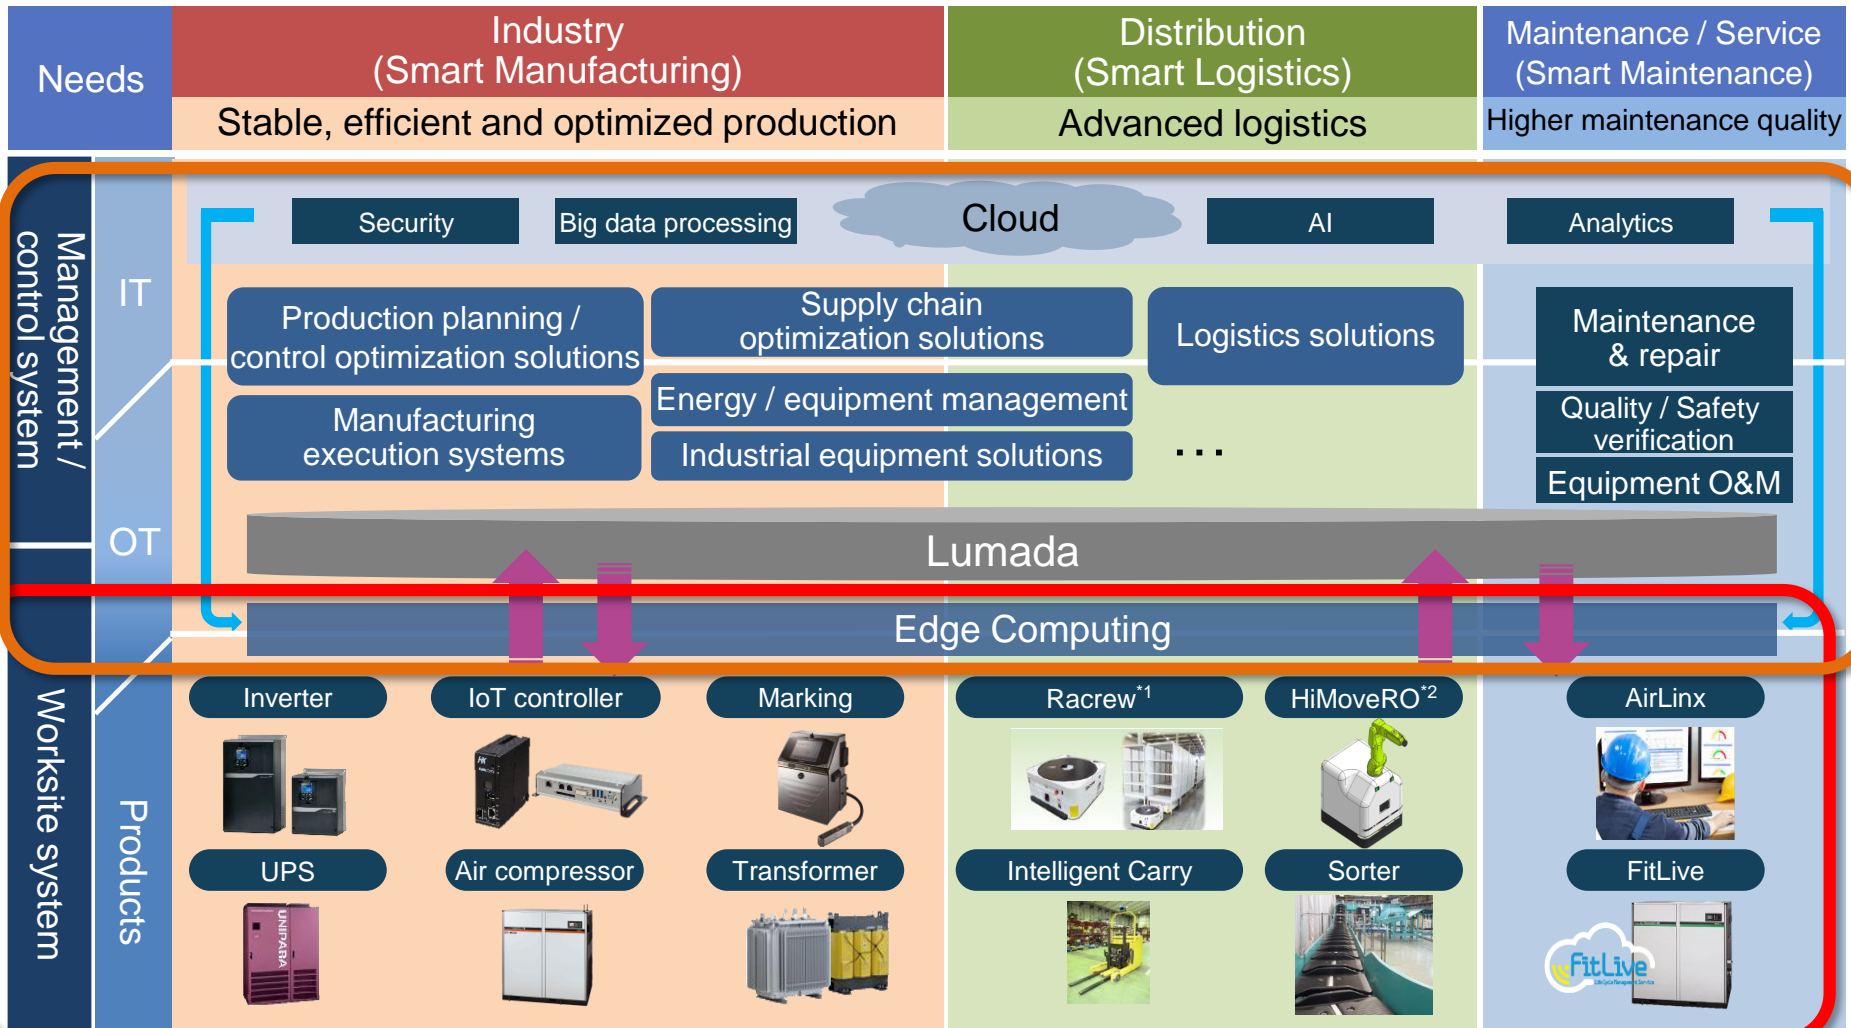 Needs
Industry
(Smart Manufacturing)
Stable, efficient and optimized production
Distribution
(Smart Logistics)
Advanced logistics
Maintenance / Service
(Smart Maintenance)
Higher maintenance quality
Management /
control system
IT
OT
Security
Big data processing
Cloud
AI
Analytics
Production planning /
control optimization solutions
Supply chain
optimization solutions
Logistics solutions
Maintenance
& repair
Manufacturing
execution systems
Energy / equipment management
Industrial equipment solutions
...
Quality / Safety
verification
Equipment O&M
Lumada
Edge Computing
Worksite system
Products
Inverter
IoT controller
Marking
Racrew*1
HiMoveRO*2
AirLinx
UPS
Air compressor
Transformer
Intelligent Carry
Sorter
FitLive
UNIPARA
FitLive